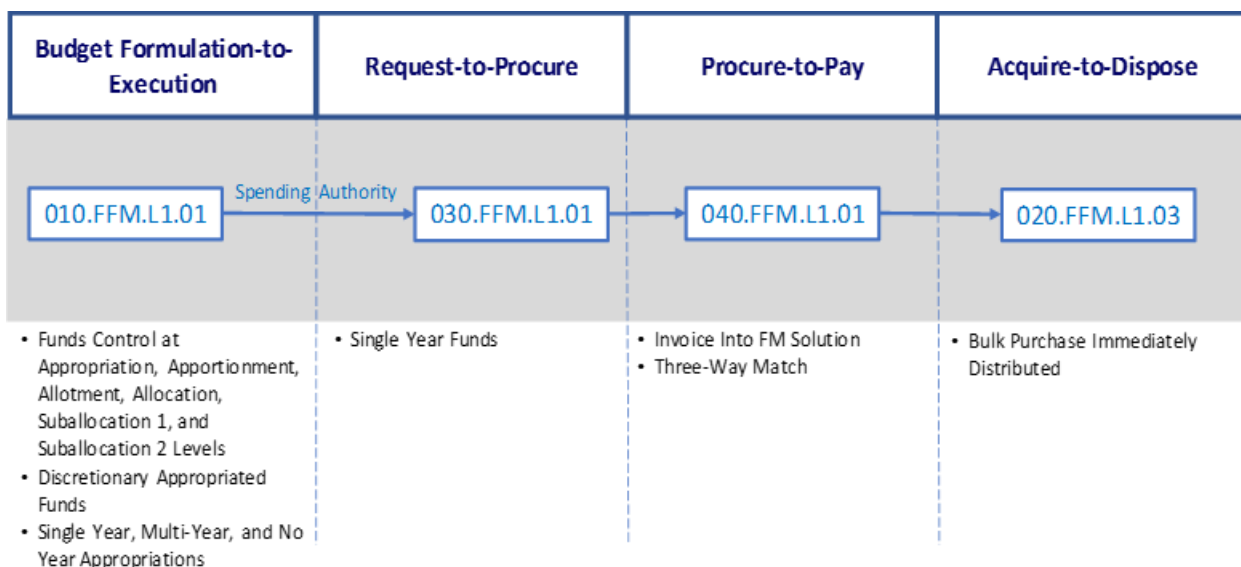 Budget Formulation-to-
Execution
Request-to-Procure
Procure-to-Pay
Acquire-to-Dispose
010.FFM.L1.01
Spending Authority
030.FFM.L1.01
040.FFM.L1.01
020.FFM.L1.03
• Funds Control at
Appropriation, Apportionment,
Allotment, Allocation,
Suballocation 1, and
Suballocation 2 Levels
• Discretionary Appropriated
Funds
• Single Year, Multi-Year, and No
Year Appropriations
• Single Year Funds
• Invoice Into FM Solution
• Three-Way Match
• Bulk Purchase Immediately
Distributed